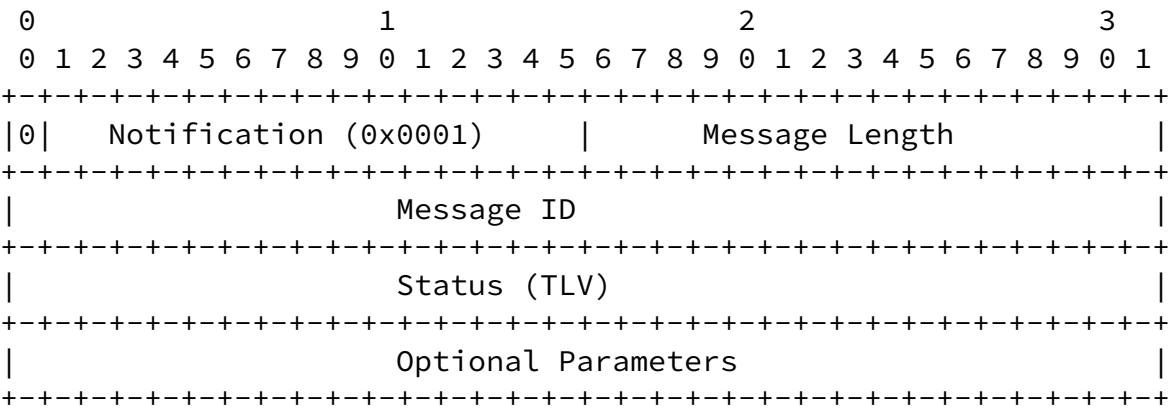 0                   1                   2                   3
 0 1 2 3 4 5 6 7 8 9 0 1 2 3 4 5 6 7 8 9 0 1 2 3 4 5 6 7 8 9 0 1
+-+-+-+-+-+-+-+-+-+-+-+-+-+-+-+-+-+-+-+-+-+-+-+-+-+-+-+-+-+-+-+-+
|0|   Notification (0x0001)     |      Message Length           |
+-+-+-+-+-+-+-+-+-+-+-+-+-+-+-+-+-+-+-+-+-+-+-+-+-+-+-+-+-+-+-+-+
|                     Message ID                                |
+-+-+-+-+-+-+-+-+-+-+-+-+-+-+-+-+-+-+-+-+-+-+-+-+-+-+-+-+-+-+-+-+
|                     Status (TLV)                              |
+-+-+-+-+-+-+-+-+-+-+-+-+-+-+-+-+-+-+-+-+-+-+-+-+-+-+-+-+-+-+-+-+
|                     Optional Parameters                       |
+-+-+-+-+-+-+-+-+-+-+-+-+-+-+-+-+-+-+-+-+-+-+-+-+-+-+-+-+-+-+-+-+